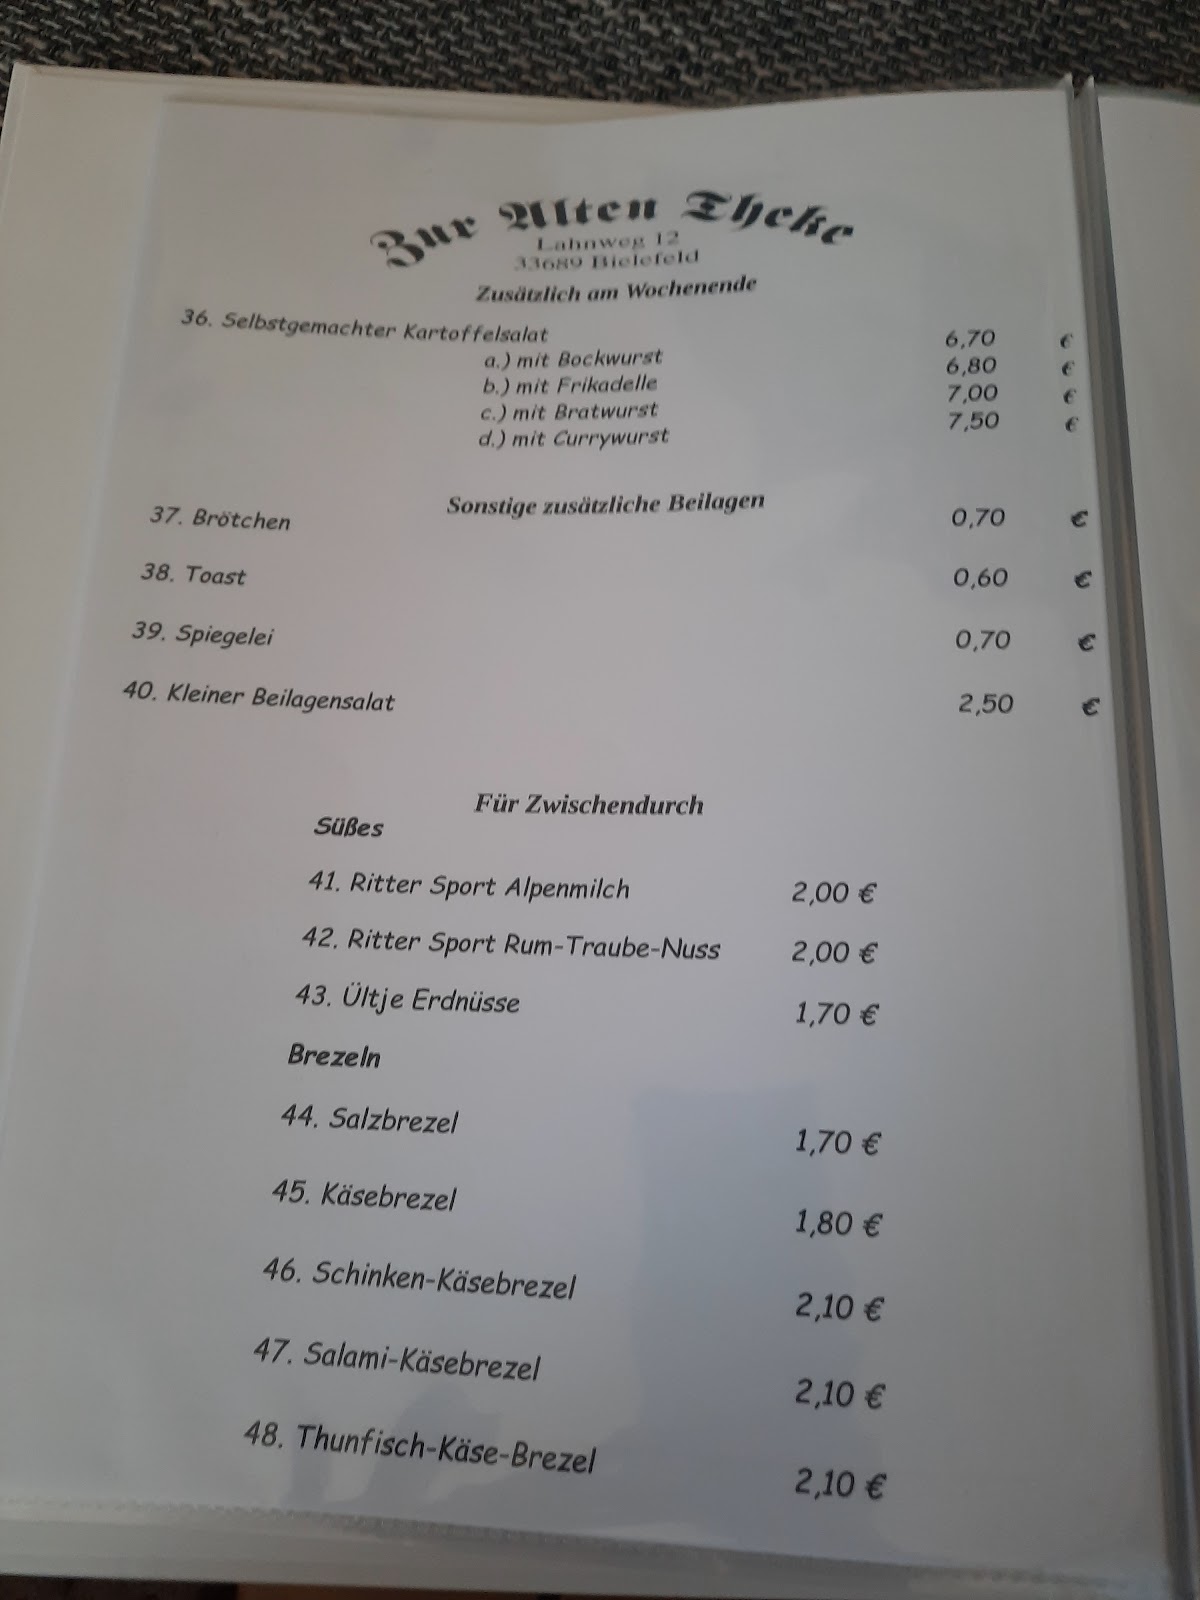 Zur Alten Theke
Lahnweg 12
33689 Bielefeld
Zusätzlich am Wochenende
36. Selbstgemachter Kartoffelsalat
a.) mit Bockwurst 6,70 €
b.) mit Frikadelle 6,80 €
c.) mit Bratwurst 7,00 €
d.) mit Currywurst 7,50 €
Sonstige zusätzliche Beilagen
37. Brötchen 0,70 €
38. Toast 0,60 €
39. Spiegelei 0,70 €
40. Kleiner Beilagensalat 2,50 €
Für Zwischendurch
Süßes
41. Ritter Sport Alpenmilch 2,00 €
42. Ritter Sport Rum-Traube-Nuss 2,00 €
43. Ültje Erdnüsse 1,70 €
Brezeln
44. Salzbrezel 1,70 €
45. Käsebrezel 1,80 €
46. Schinken-Käsebrezel 2,10 €
47. Salami-Käsebrezel 2,10 €
48. Thunfisch-Käse-Brezel 2,10 €